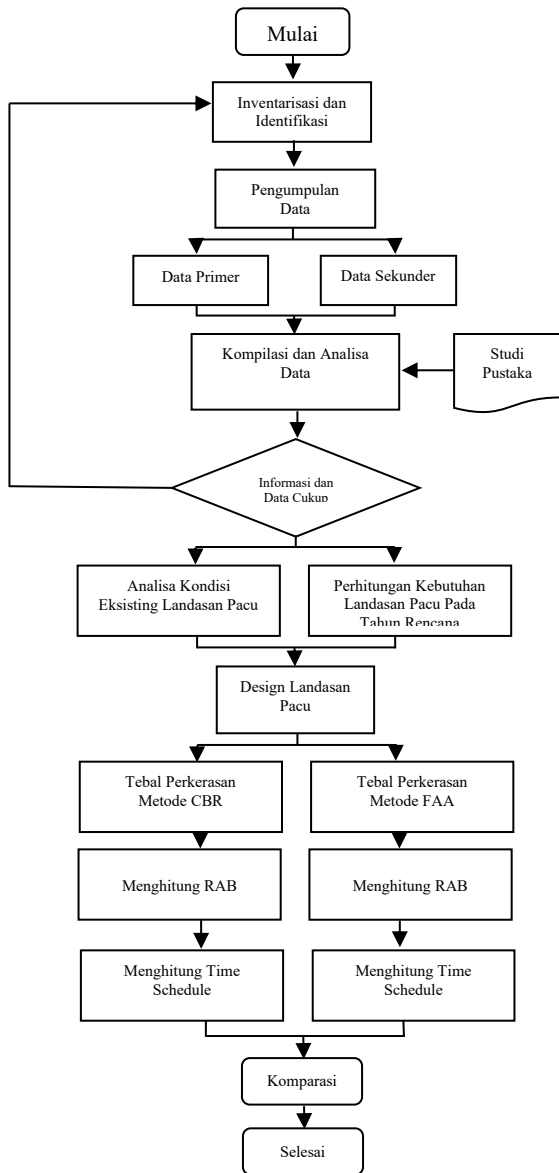 Mulai
Inventarisasi dan
Identifikasi
Pengumpulan
Data
Data Primer
Data Sekunder
Kompilasi dan Analisa
Data
Studi
Pustaka
Informasi dan
Data Cukup
Analisa Kondisi
Eksisting Landasan Pacu
Perhitungan Kebutuhan
Landasan Pacu Pada
Tahun Rencana
Design Landasan
Pacu
Tebal Perkerasan
Metode CBR
Tebal Perkerasan
Metode FAA
Menghitung RAB
Menghitung RAB
Menghitung Time
Schedule
Menghitung Time
Schedule
Komparasi
Selesai